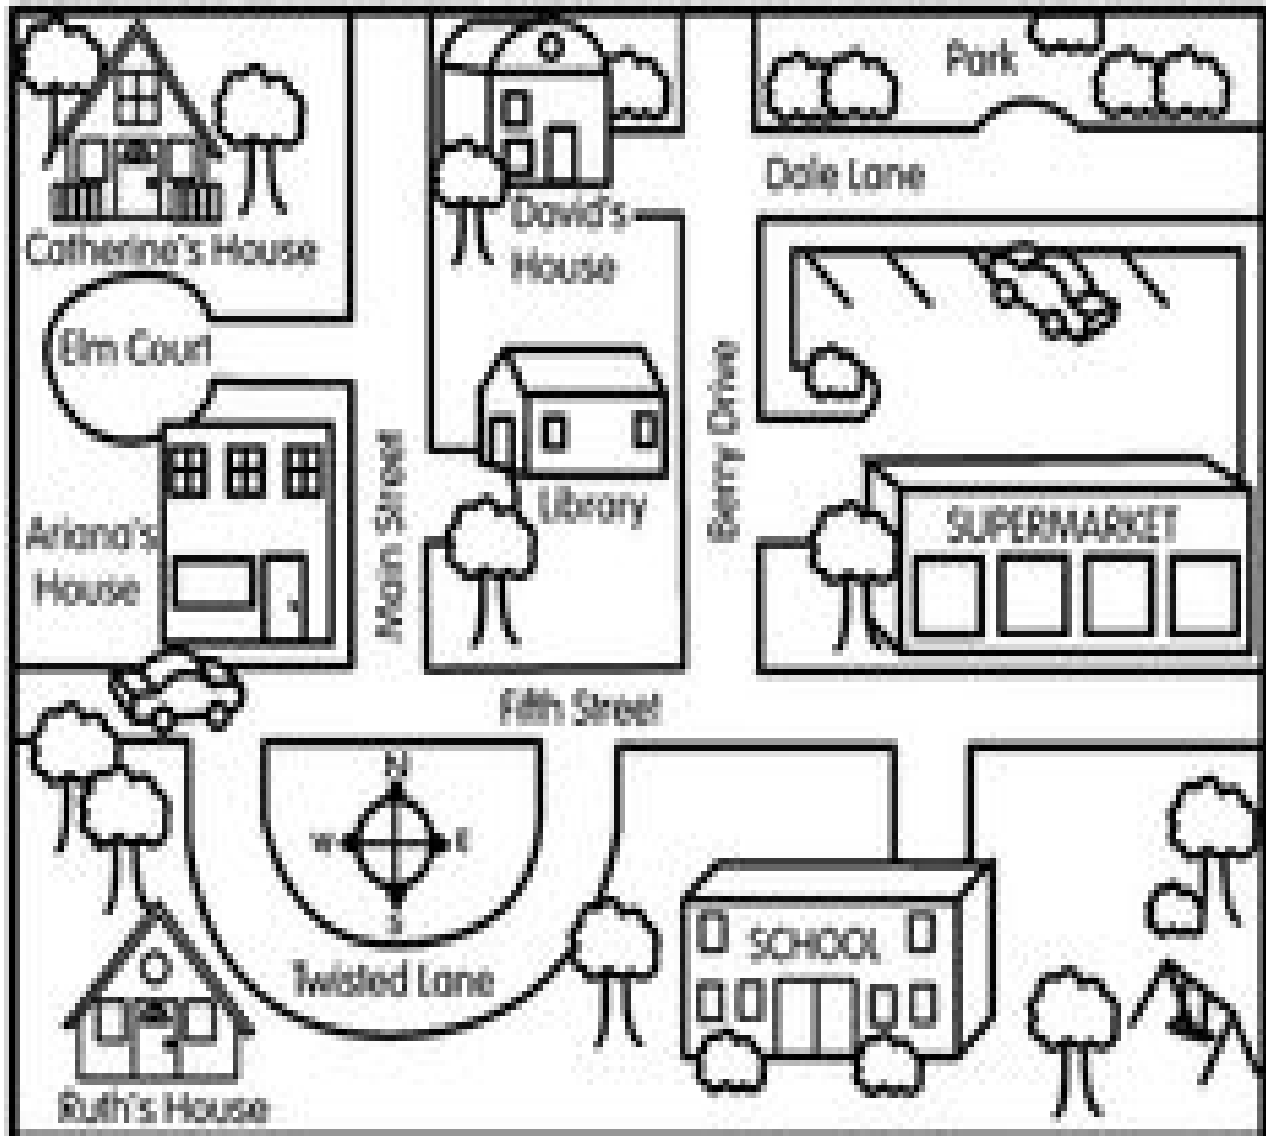 Park
Dale Lane
David's
House
Catherine's House
Elm Court
Berry Drive
Main Street
Library
SUPERMARKET
Ariana's
House
Fifth Street
N
W
E
S
SCHOOL
Twisted Lane
Ruth's House